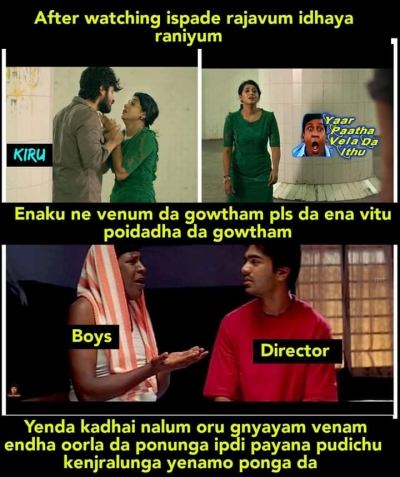 After watching ispade rajavum idhaya
raniyum
KIRU
Yaar
Paatha
Vela Da
Ithu
Enaku ne venum da gowtham pls da ena vitu
poidadha da gowtham
Boys
Director
Yenda kadhai nalum oru gnyayam venam
endha oorla da ponunga ipdi payana pudichu
kenjralunga yenamo ponga da